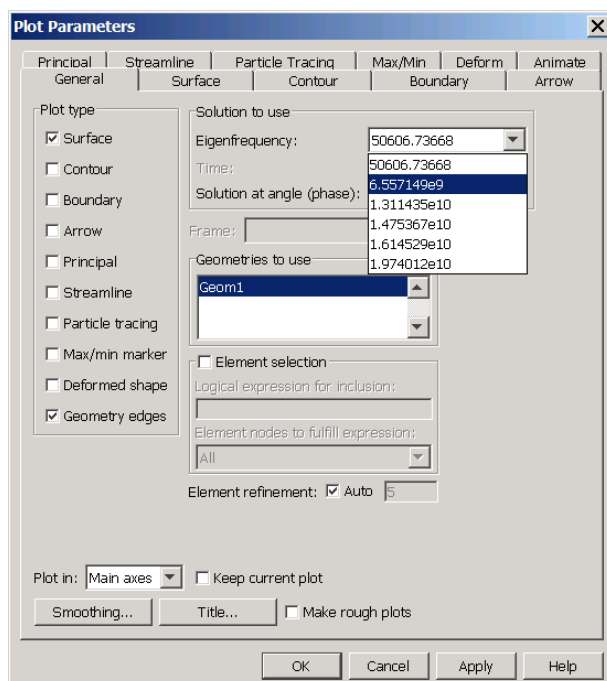 Plot Parameters
Principal Streamline Particle Tracing Max/Min Deform Animate
General Surface Contour Boundary Arrow
Plot type
Surface
Contour
Boundary
Arrow
Principal
Streamline
Particle tracing
Max/min marker
Deformed shape
Geometry edges
Solution to use
Eigenfrequency: 50606.73668
50606.73668
6.557149e9
1.311435e10
1.475367e10
1.614529e10
1.974012e10
Time:
Solution at angle (phase):
Frame:
Geometries to use
Geom1
Element selection
Logical expression for inclusion:
Element nodes to fulfill expression:
All
Element refinement: Auto 5
Plot in: Main axes Keep current plot
Smoothing... Title... Make rough plots
OK Cancel Apply Help